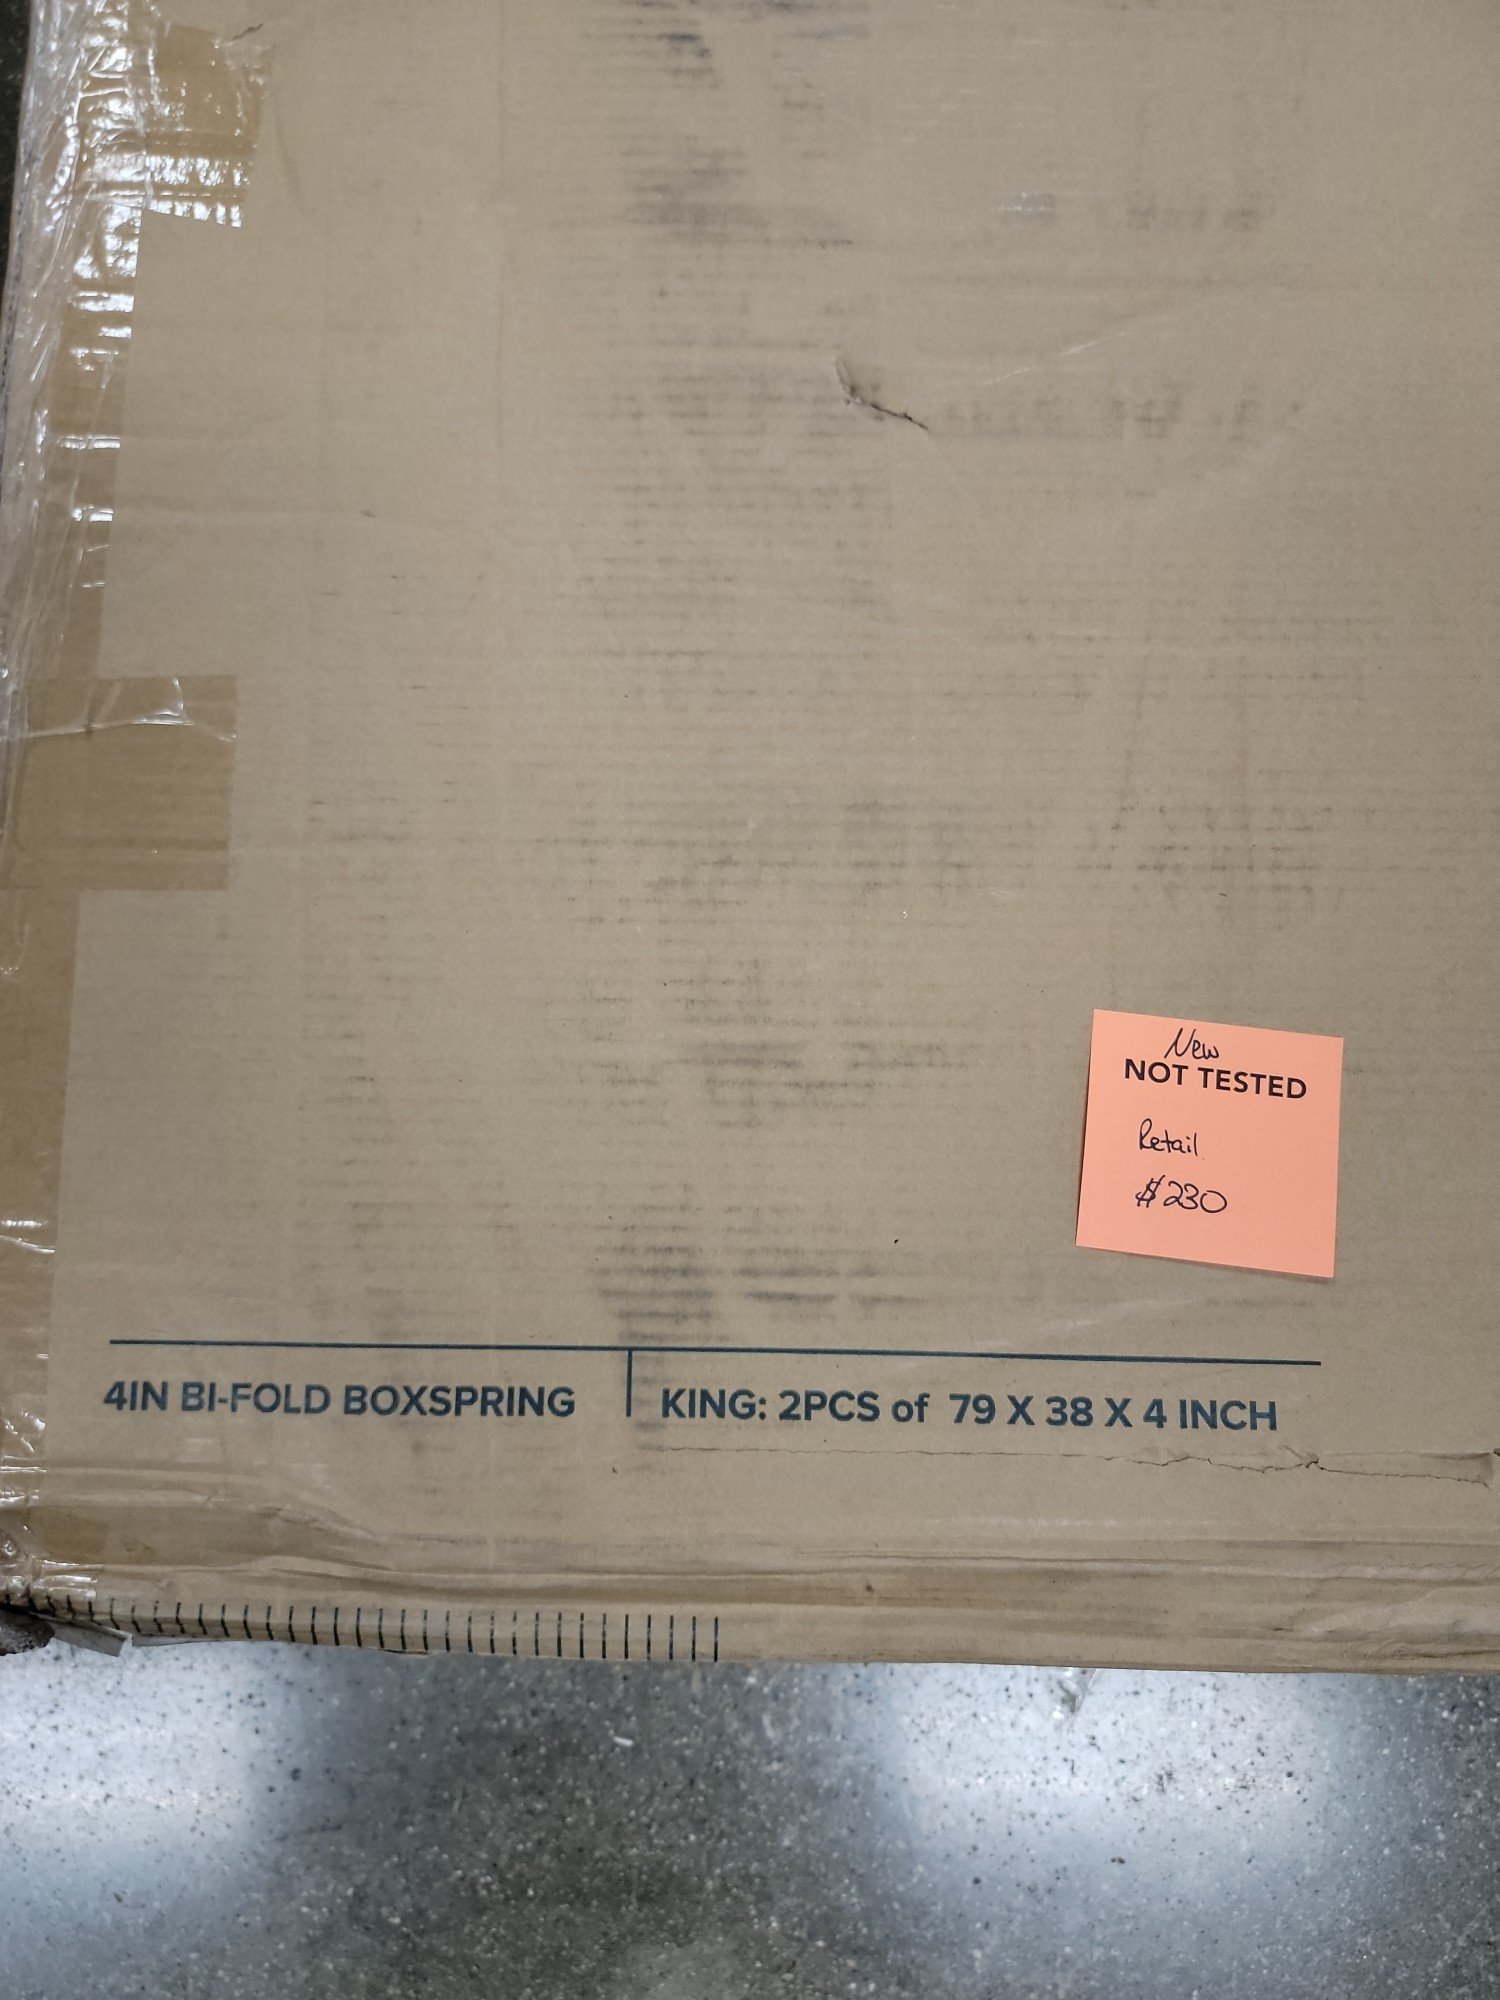 New
NOT TESTED
Retail
$230
4IN BI-FOLD BOXSPRING
KING: 2PCS of 79 X 38 X 4 INCH